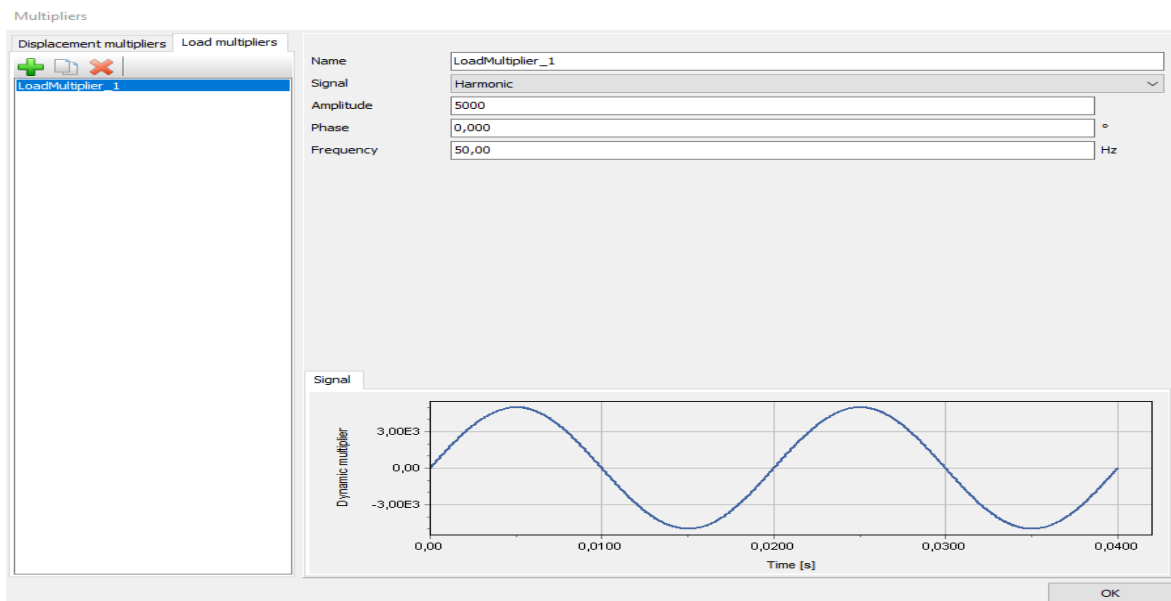 Multipliers
Displacement multipliers Load multipliers
LoadMultiplier_1
Name LoadMultiplier_1
Signal Harmonic
Amplitude 5000
Phase 0,000 °
Frequency 50,00 Hz
Signal
Dynamic multiplier
3,00E3
0,00
-3,00E3
0,00 0,0100 0,0200 0,0300 0,0400
Time [s]
OK